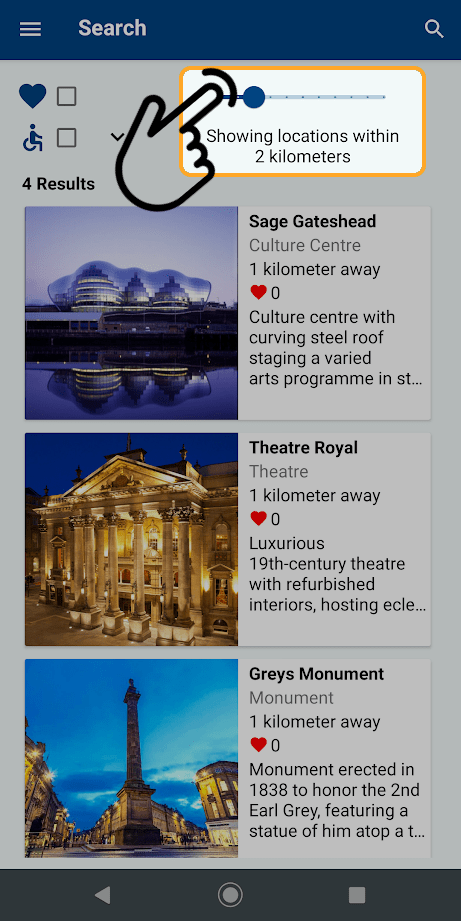 Search
Showing locations within
2 kilometers
4 Results
Sage Gateshead
Culture Centre
1 kilometer away
0
Culture centre with
curving steel roof
staging a varied
arts programme in st…
Theatre Royal
Theatre
1 kilometer away
0
Luxurious
19th-century theatre
with refurbished
interiors, hosting ecle…
Greys Monument
Monument
1 kilometer away
0
Monument erected in
1838 to honor the 2nd
Earl Grey, featuring a
statue of him atop a t…